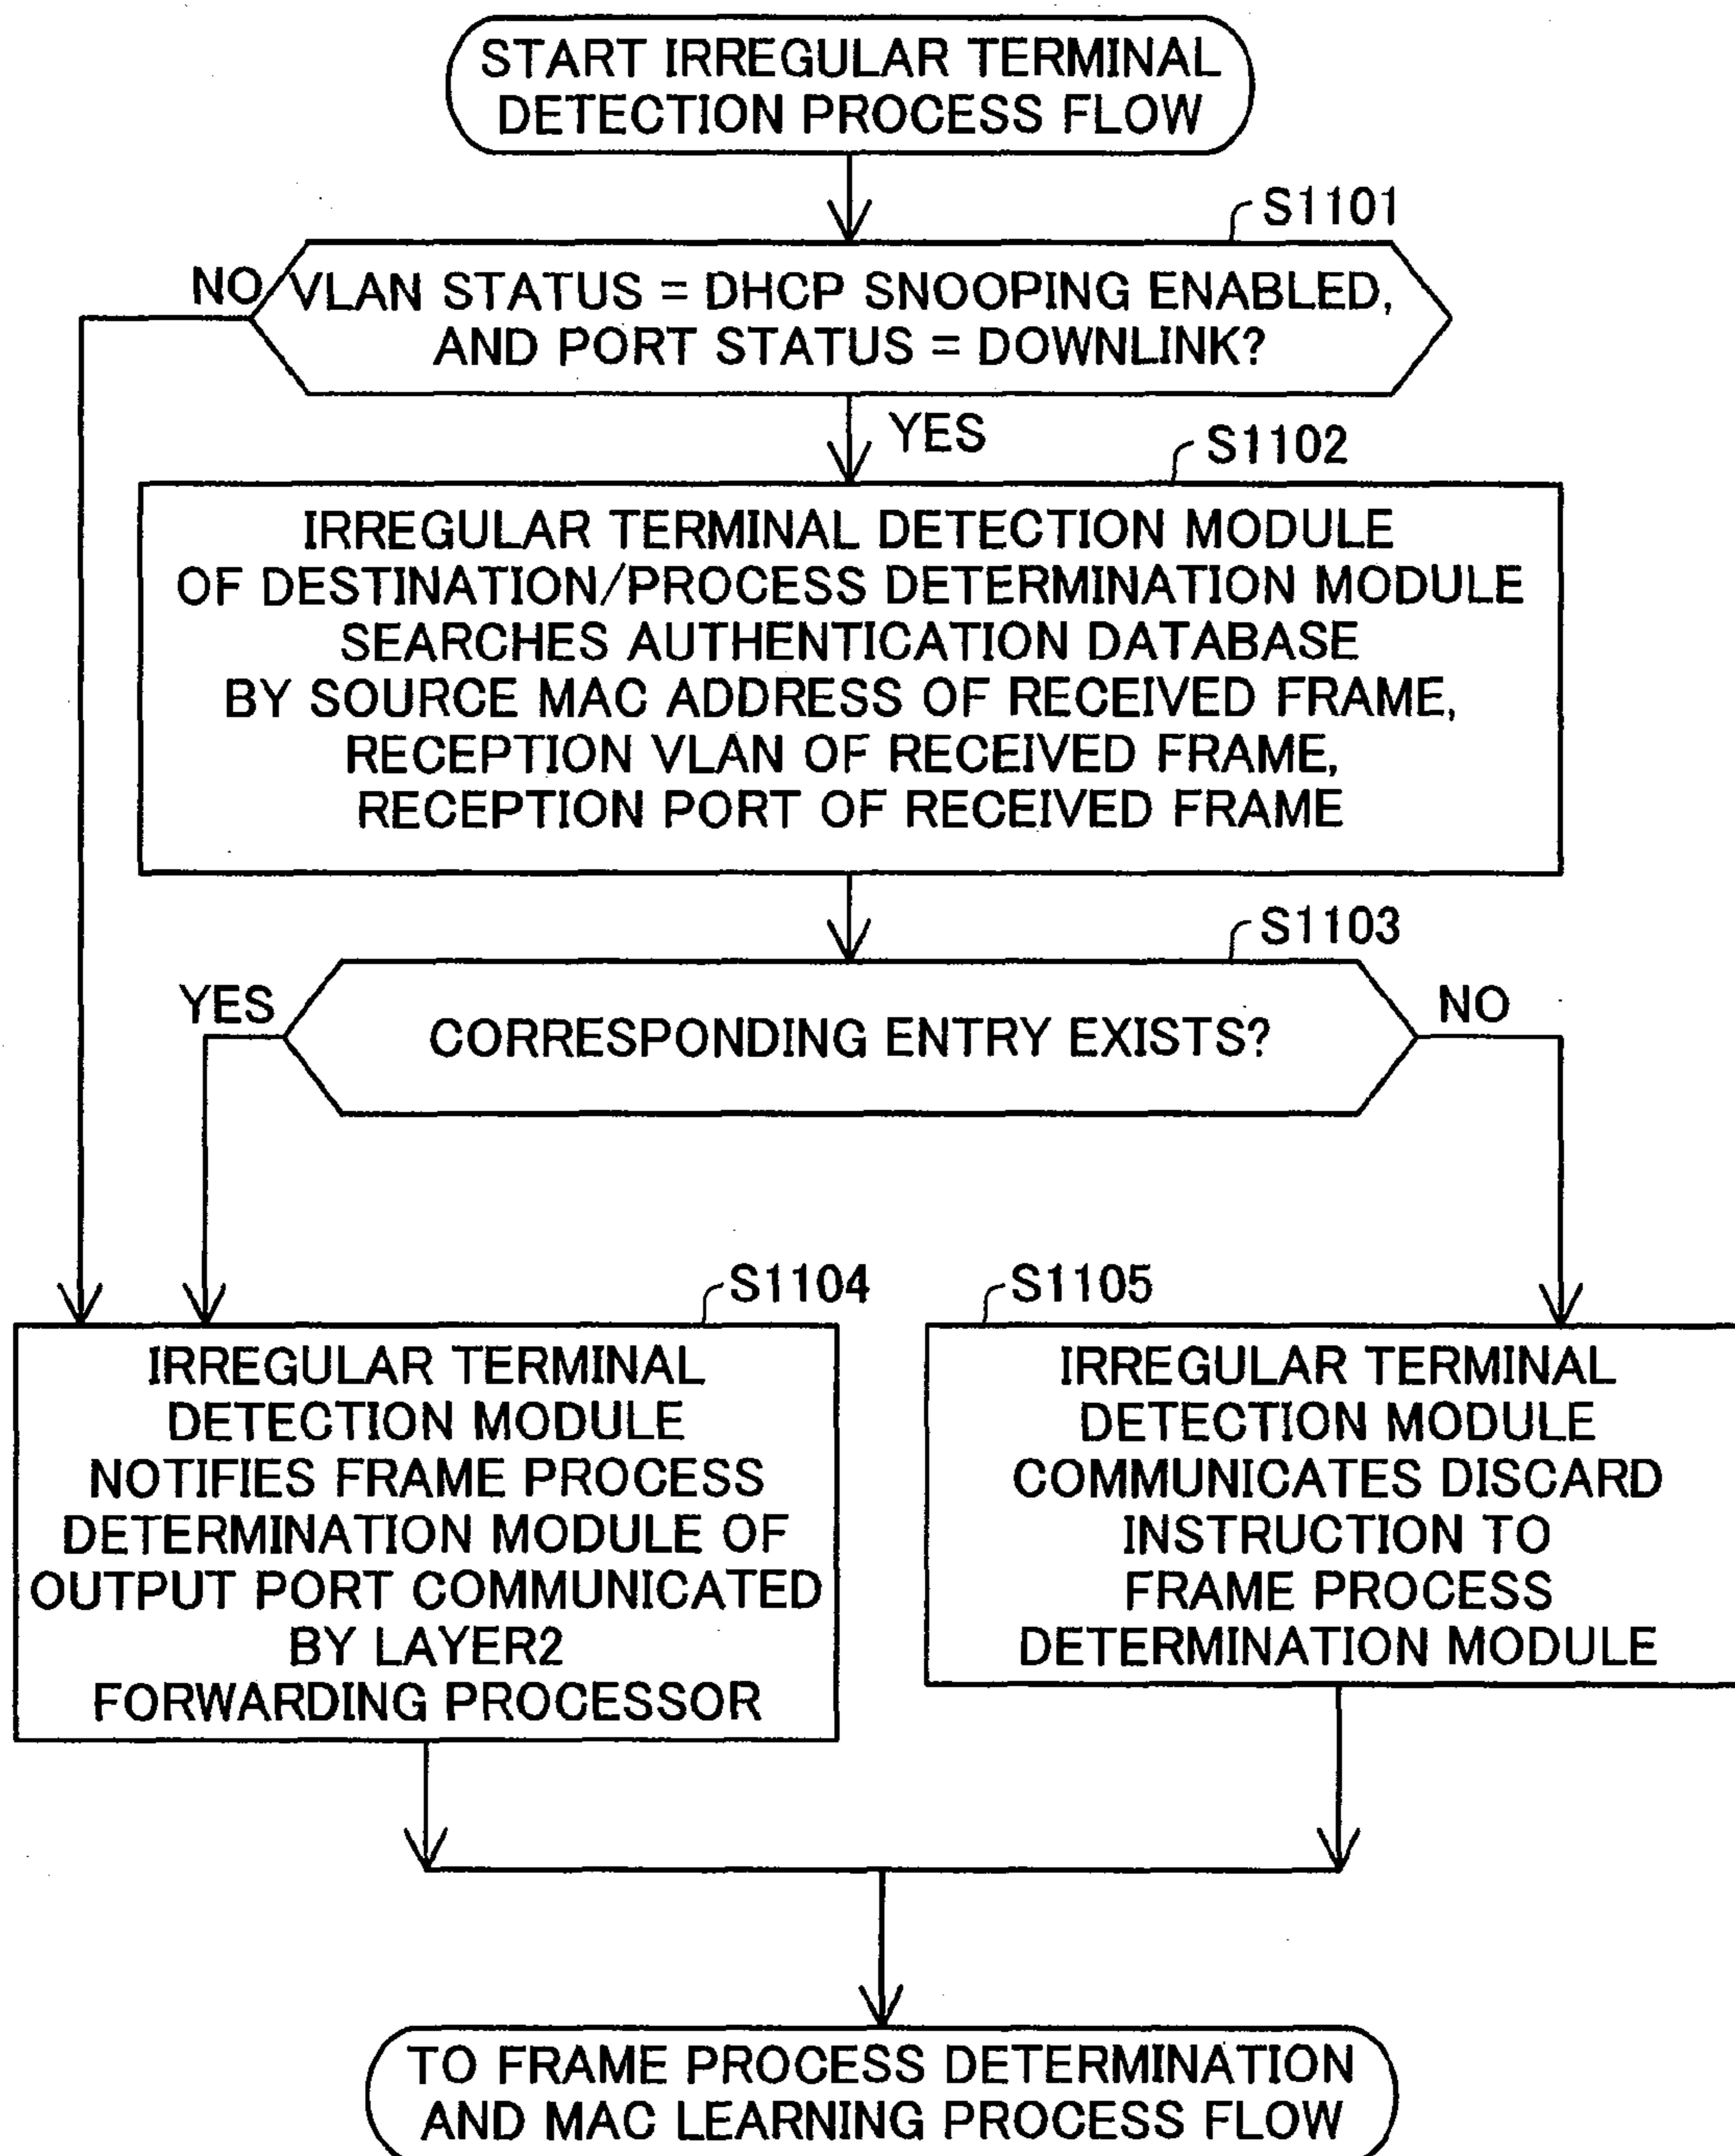 START IRREGULAR TERMINAL
DETECTION PROCESS FLOW
S1101
NO
VLAN STATUS = DHCP SNOOPING ENABLED,
AND PORT STATUS = DOWNLINK?
YES
S1102
IRREGULAR TERMINAL DETECTION MODULE
OF DESTINATION/PROCESS DETERMINATION MODULE
SEARCHES AUTHENTICATION DATABASE
BY SOURCE MAC ADDRESS OF RECEIVED FRAME,
RECEPTION VLAN OF RECEIVED FRAME,
RECEPTION PORT OF RECEIVED FRAME
S1103
YES
CORRESPONDING ENTRY EXISTS?
NO
S1104
IRREGULAR TERMINAL
DETECTION MODULE
NOTIFIES FRAME PROCESS
DETERMINATION MODULE OF
OUTPUT PORT COMMUNICATED
BY LAYER2
FORWARDING PROCESSOR
S1105
IRREGULAR TERMINAL
DETECTION MODULE
COMMUNICATES DISCARD
INSTRUCTION TO
FRAME PROCESS
DETERMINATION MODULE
TO FRAME PROCESS DETERMINATION
AND MAC LEARNING PROCESS FLOW